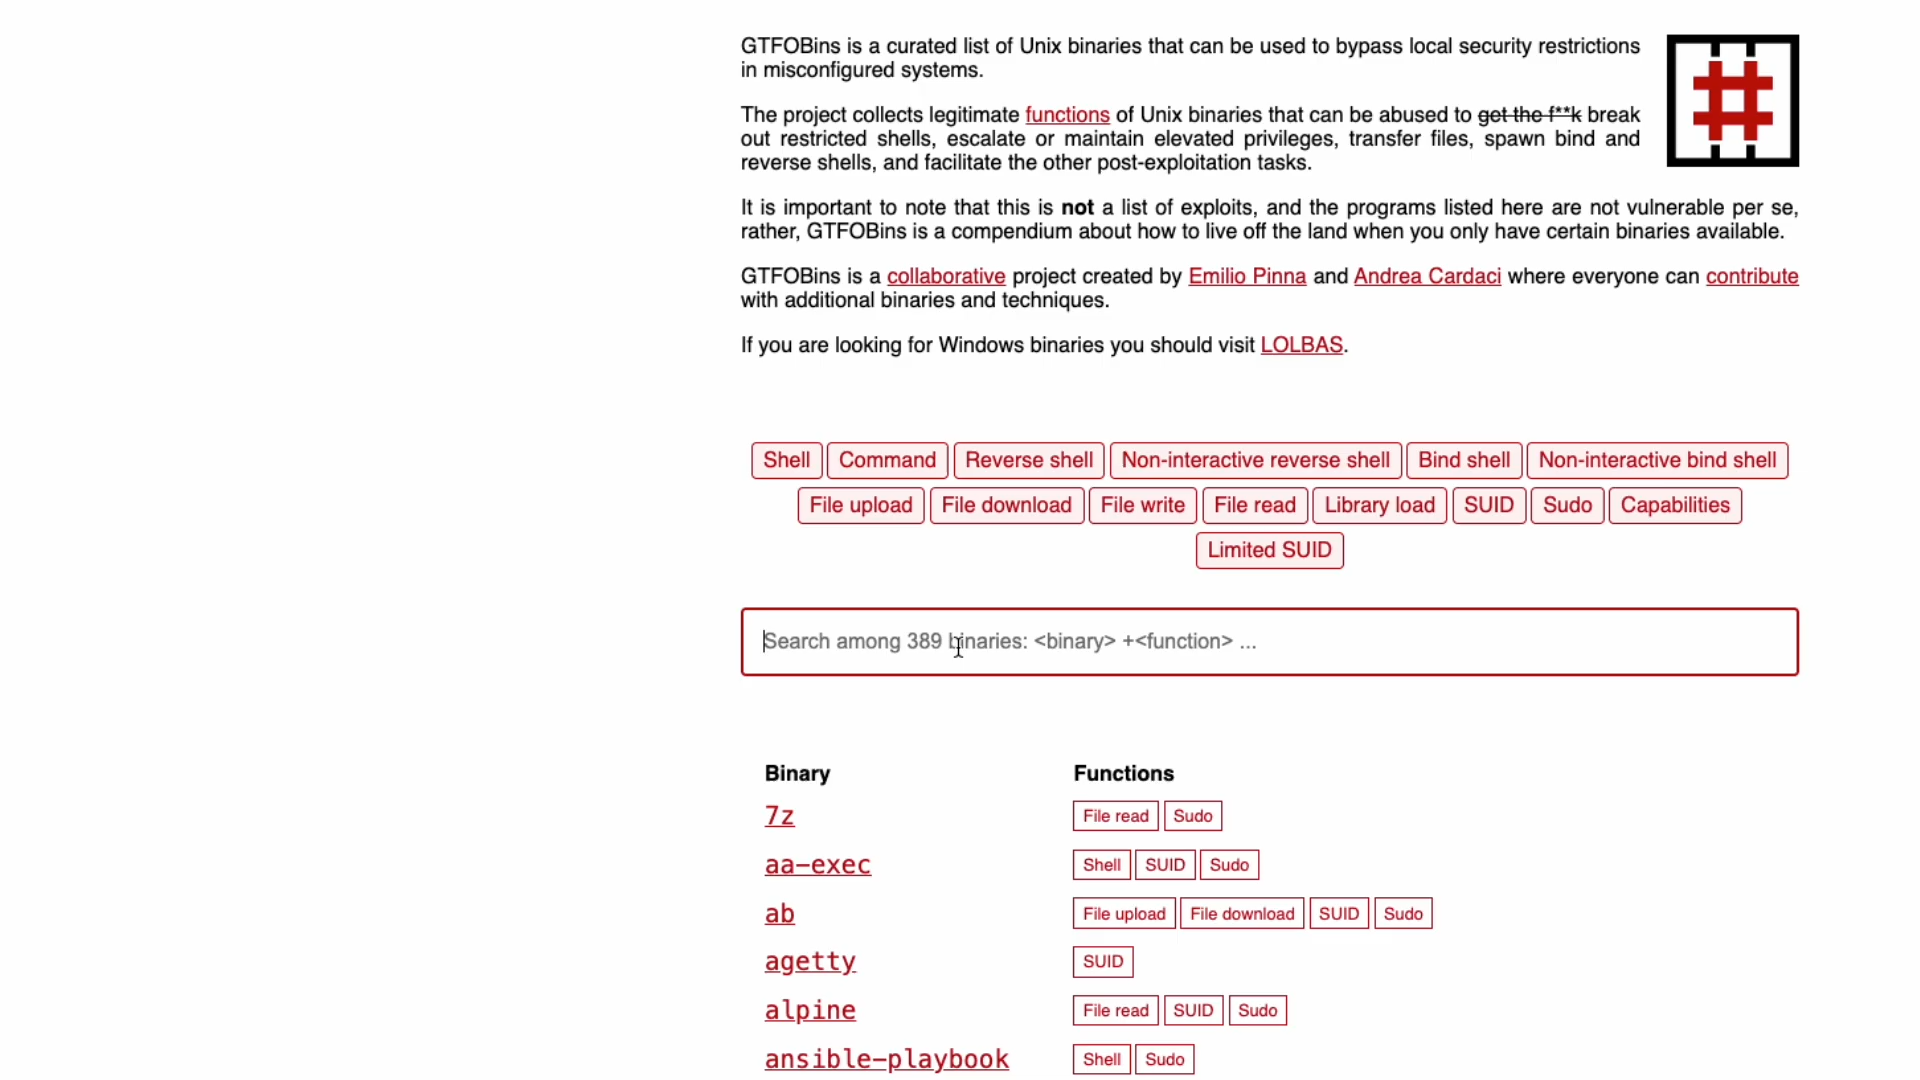 GTFOBins is a curated list of Unix binaries that can be used to bypass local security restrictions
in misconfigured systems.
The project collects legitimate functions of Unix binaries that can be abused to get the f**k break
out restricted shells, escalate or maintain elevated privileges, transfer files, spawn bind and
reverse shells, and facilitate the other post-exploitation tasks.
It is important to note that this is not a list of exploits, and the programs listed here are not vulnerable per se,
rather, GTFOBins is a compendium about how to live off the land when you only have certain binaries available.
GTFOBins is a collaborative project created by Emilio Pinna and Andrea Cardaci where everyone can contribute
with additional binaries and techniques.
If you are looking for Windows binaries you should visit LOLBAS.
Shell Command Reverse shell Non-interactive reverse shell Bind shell Non-interactive bind shell
File upload File download File write File read Library load SUID Sudo Capabilities
Limited SUID
Search among 389 binaries: <binary> +<function> ...
Binary Functions
7z File read Sudo
aa-exec Shell SUID Sudo
ab File upload File download SUID Sudo
agetty SUID
alpine File read SUID Sudo
ansible-playbook Shell Sudo